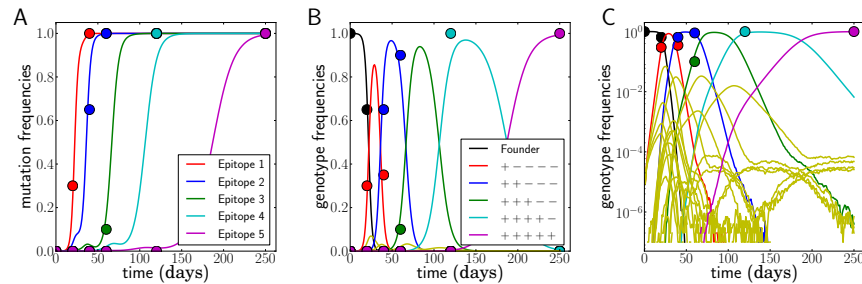 A
mutation frequencies
1.0
0.8
0.6
0.4
0.2
0.0
0 50 100 150 200 250
time (days)
Epitope 1
Epitope 2
Epitope 3
Epitope 4
Epitope 5
B
genotype frequencies
1.0
0.8
0.6
0.4
0.2
0.0
0 50 100 150 200 250
time (days)
Founder
+−−−−
++−−−
+++−−
++++−
+++++
C
genotype frequencies
10⁰
10⁻²
10⁻⁴
10⁻⁶
0 50 100 150 200 250
time (days)